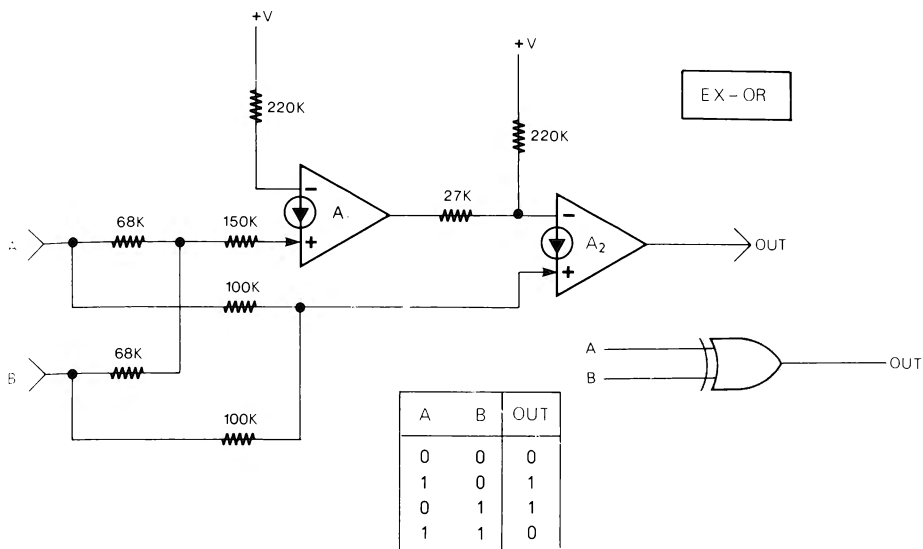 +V
+V
220K
EX-OR
220K
−
A
27K
−
68K
150K
+
A
A₂
OUT
+
100K
68K
B
A
B
OUT
100K
A B OUT
0 0 0
1 0 1
0 1 1
1 1 0